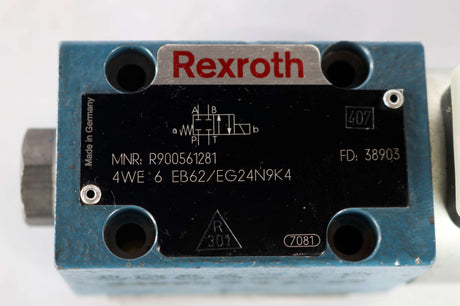 Rexroth
Made in Germany
407
A B
a b
P T
MNR: R900561281
FD: 38903
4WE 6 EB62/EG24N9K4
R
301
7081